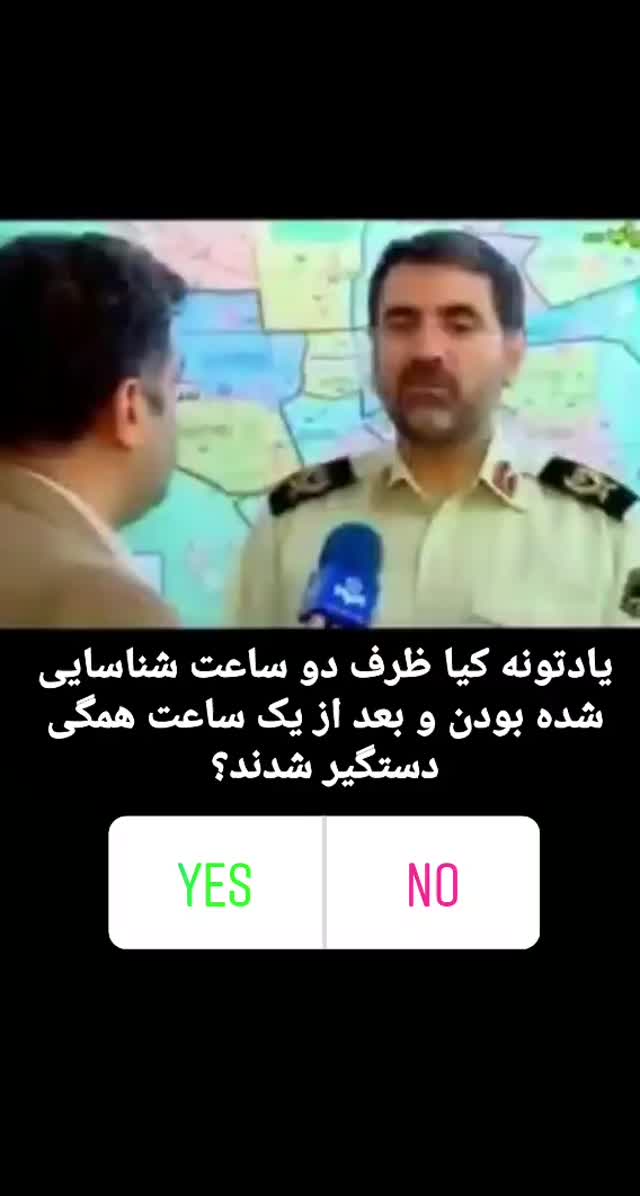 یادتونه کیا ظرف دو ساعت شناسایی
شده بودن و بعد از یک ساعت همگی
دستگیر شدند؟
YES
NO